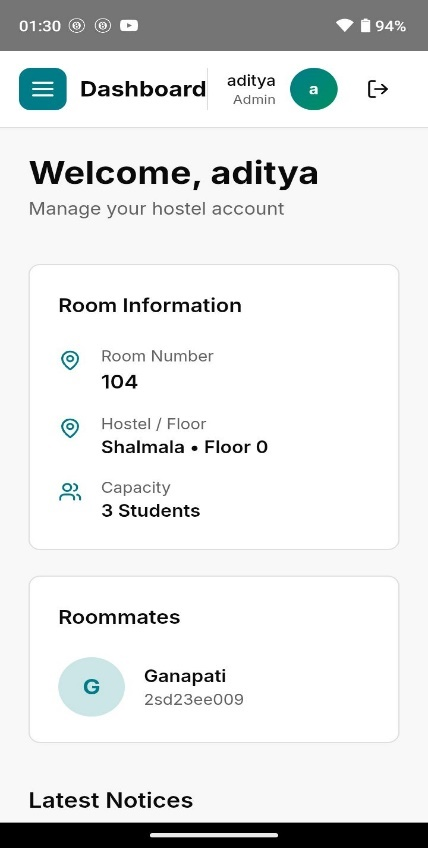 01:30 94%
Dashboard aditya a
Admin
Welcome, aditya
Manage your hostel account
Room Information
Room Number
104
Hostel / Floor
Shalmala • Floor 0
Capacity
3 Students
Roommates
G Ganapati
2sd23ee009
Latest Notices